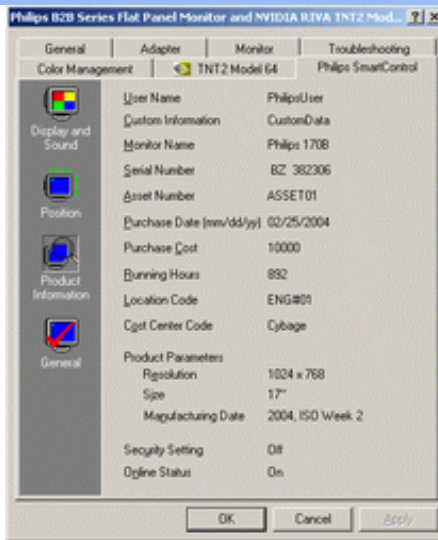 Philips B2B Series Flat Panel Monitor and NVIDIA RIVA TNT2 Mod...
General Adapter Monitor Troubleshooting
Color Management TNT2 Model 64 Philips SmartControl
Display and Sound
Position
Product Information
General
User Name PhilipsUser
Custom Information CustomData
Monitor Name Philips 170B
Serial Number BZ 382306
Asset Number ASSET01
Purchase Date (mm/dd/yy) 02/25/2004
Purchase Cost 10000
Running Hours 892
Location Code ENG#01
Cost Center Code Cybage
Product Parameters
Resolution 1024 x 768
Size 17"
Manufacturing Date 2004, ISO Week 2
Security Setting Off
Online Status On
OK Cancel Apply